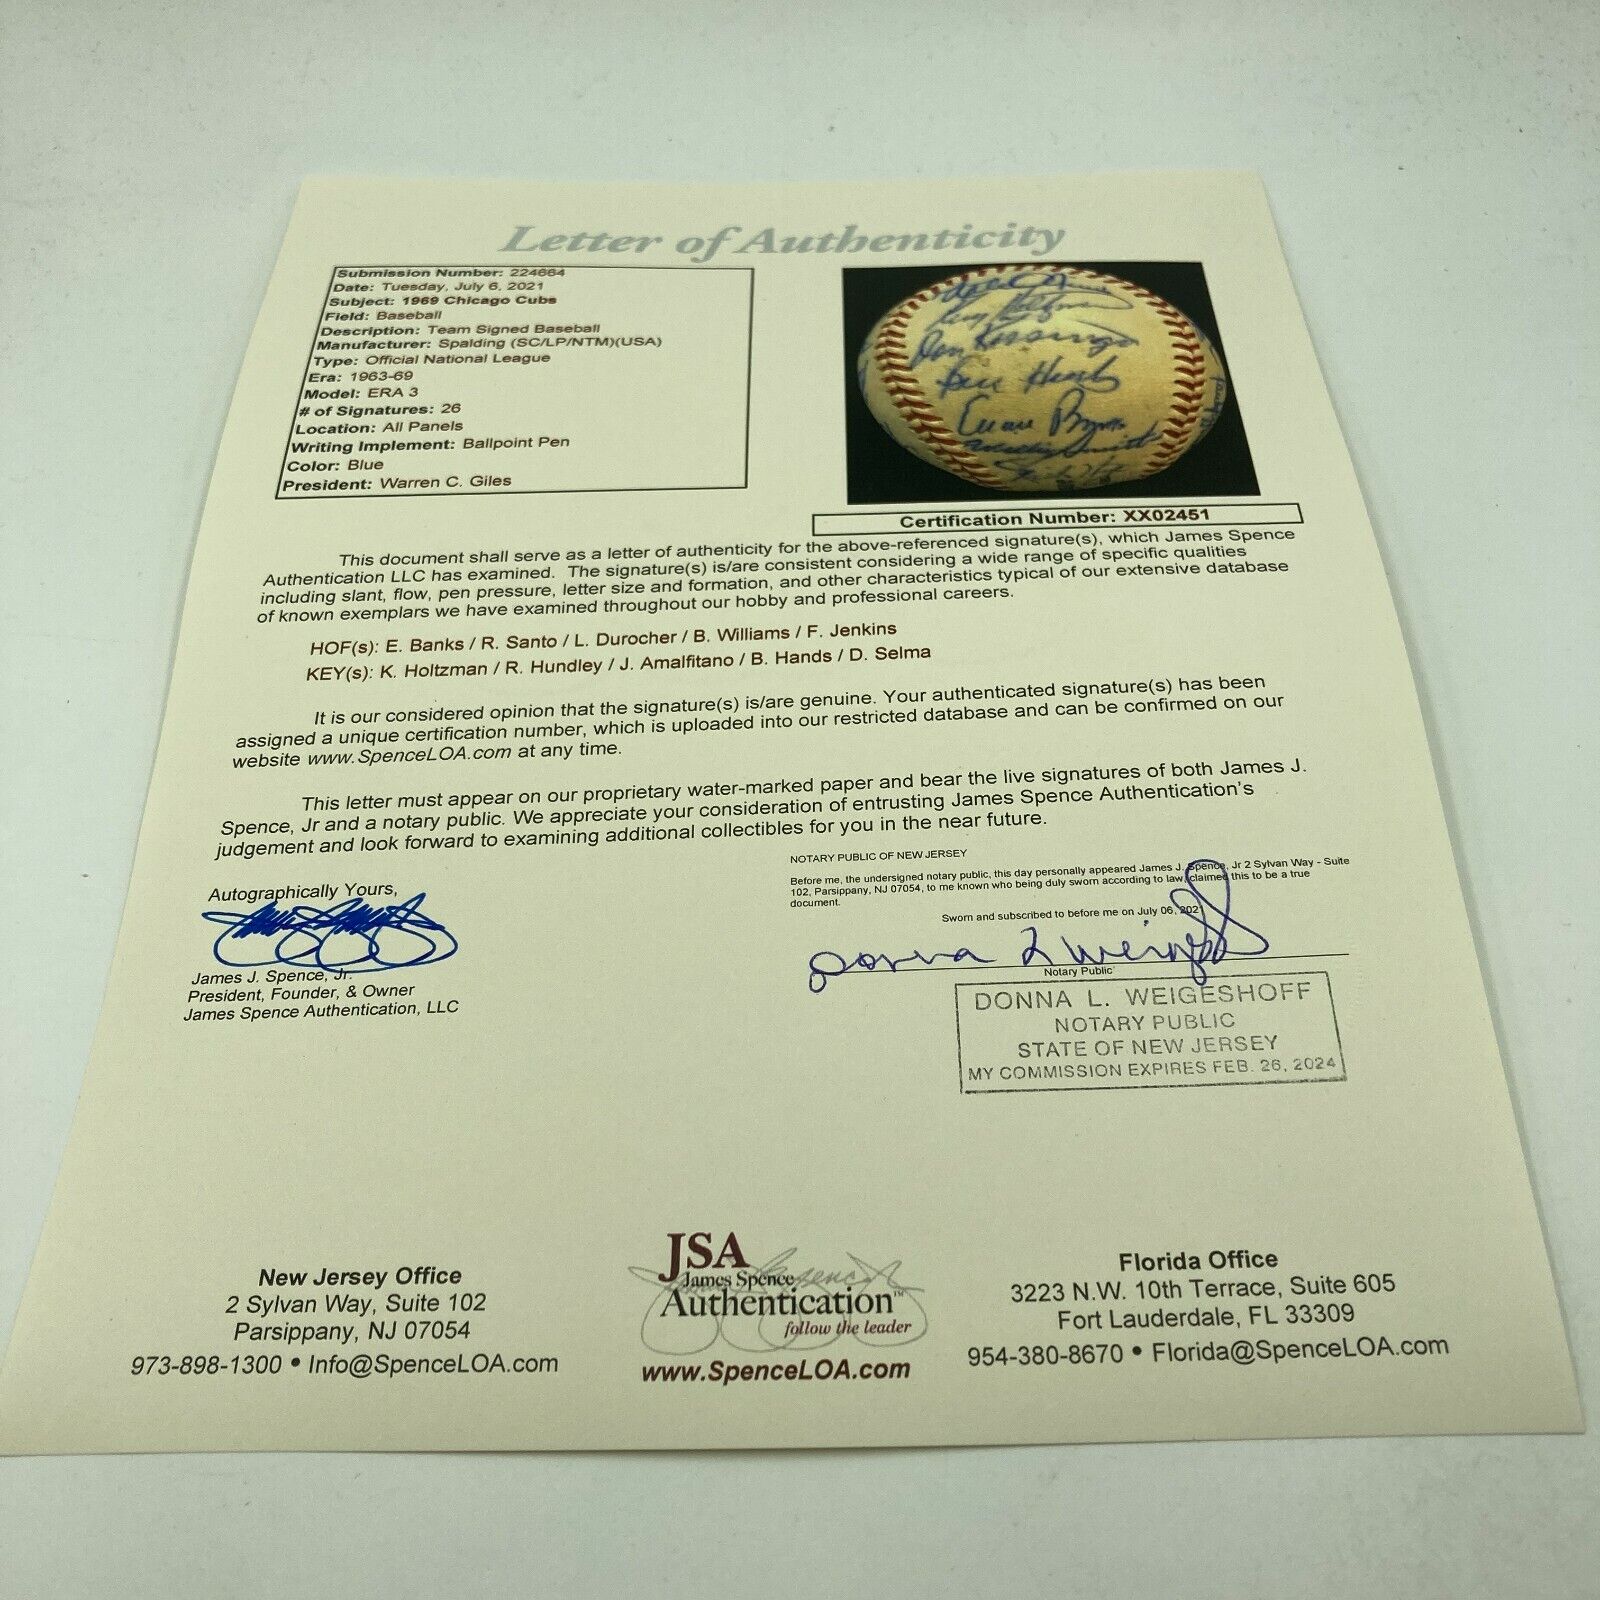 Letter of Authenticity
Submission Number: 224664
Date: Tuesday, July 6, 2021
Subject: 1969 Chicago Cubs
Field: Baseball
Description: Team Signed Baseball
Manufacturer: Spalding (SC/LP/NTM)(USA)
Type: Official National League
Era: 1963-69
Model: ERA 3
# of Signatures: 26
Location: All Panels
Writing Implement: Ballpoint Pen
Color: Blue
President: Warren C. Giles
Don Kessinger
Willie Smith
Certification Number: XX02451
This document shall serve as a letter of authenticity for the above-referenced signature(s), which James Spence
Authentication LLC has examined. The signature(s) is/are consistent considering a wide range of specific qualities
including slant, flow, pen pressure, letter size and formation, and other characteristics typical of our extensive database
of known exemplars we have examined throughout our hobby and professional careers.
HOF(s): E. Banks / R. Santo / L. Durocher / B. Williams / F. Jenkins
KEY(s): K. Holtzman / R. Hundley / J. Amalfitano / B. Hands / D. Selma
It is our considered opinion that the signature(s) is/are genuine. Your authenticated signature(s) has been
assigned a unique certification number, which is uploaded into our restricted database and can be confirmed on our
website www.SpenceLOA.com at any time.
This letter must appear on our proprietary water-marked paper and bear the live signatures of both James J.
Spence, Jr and a notary public. We appreciate your consideration of entrusting James Spence Authentication's
judgement and look forward to examining additional collectibles for you in the near future.
Autographically Yours,
James J. Spence, Jr.
President, Founder, & Owner
James Spence Authentication, LLC
NOTARY PUBLIC OF NEW JERSEY
Before me, the undersigned notary public, this day personally appeared James J. Spence, Jr 2 Sylvan Way - Suite
102, Parsippany, NJ 07054, to me known who being duly sworn according to law, claimed this to be a true
document.
Sworn and subscribed to before me on July 06, 2021
Donna L Weigeshoff
Notary Public
DONNA L. WEIGESHOFF
NOTARY PUBLIC
STATE OF NEW JERSEY
MY COMMISSION EXPIRES FEB. 26, 2024
New Jersey Office
2 Sylvan Way, Suite 102
Parsippany, NJ 07054
973-898-1300 • Info@SpenceLOA.com
JSA
James Spence
Authentication™
follow the leader
www.SpenceLOA.com
Florida Office
3223 N.W. 10th Terrace, Suite 605
Fort Lauderdale, FL 33309
954-380-8670 • Florida@SpenceLOA.com